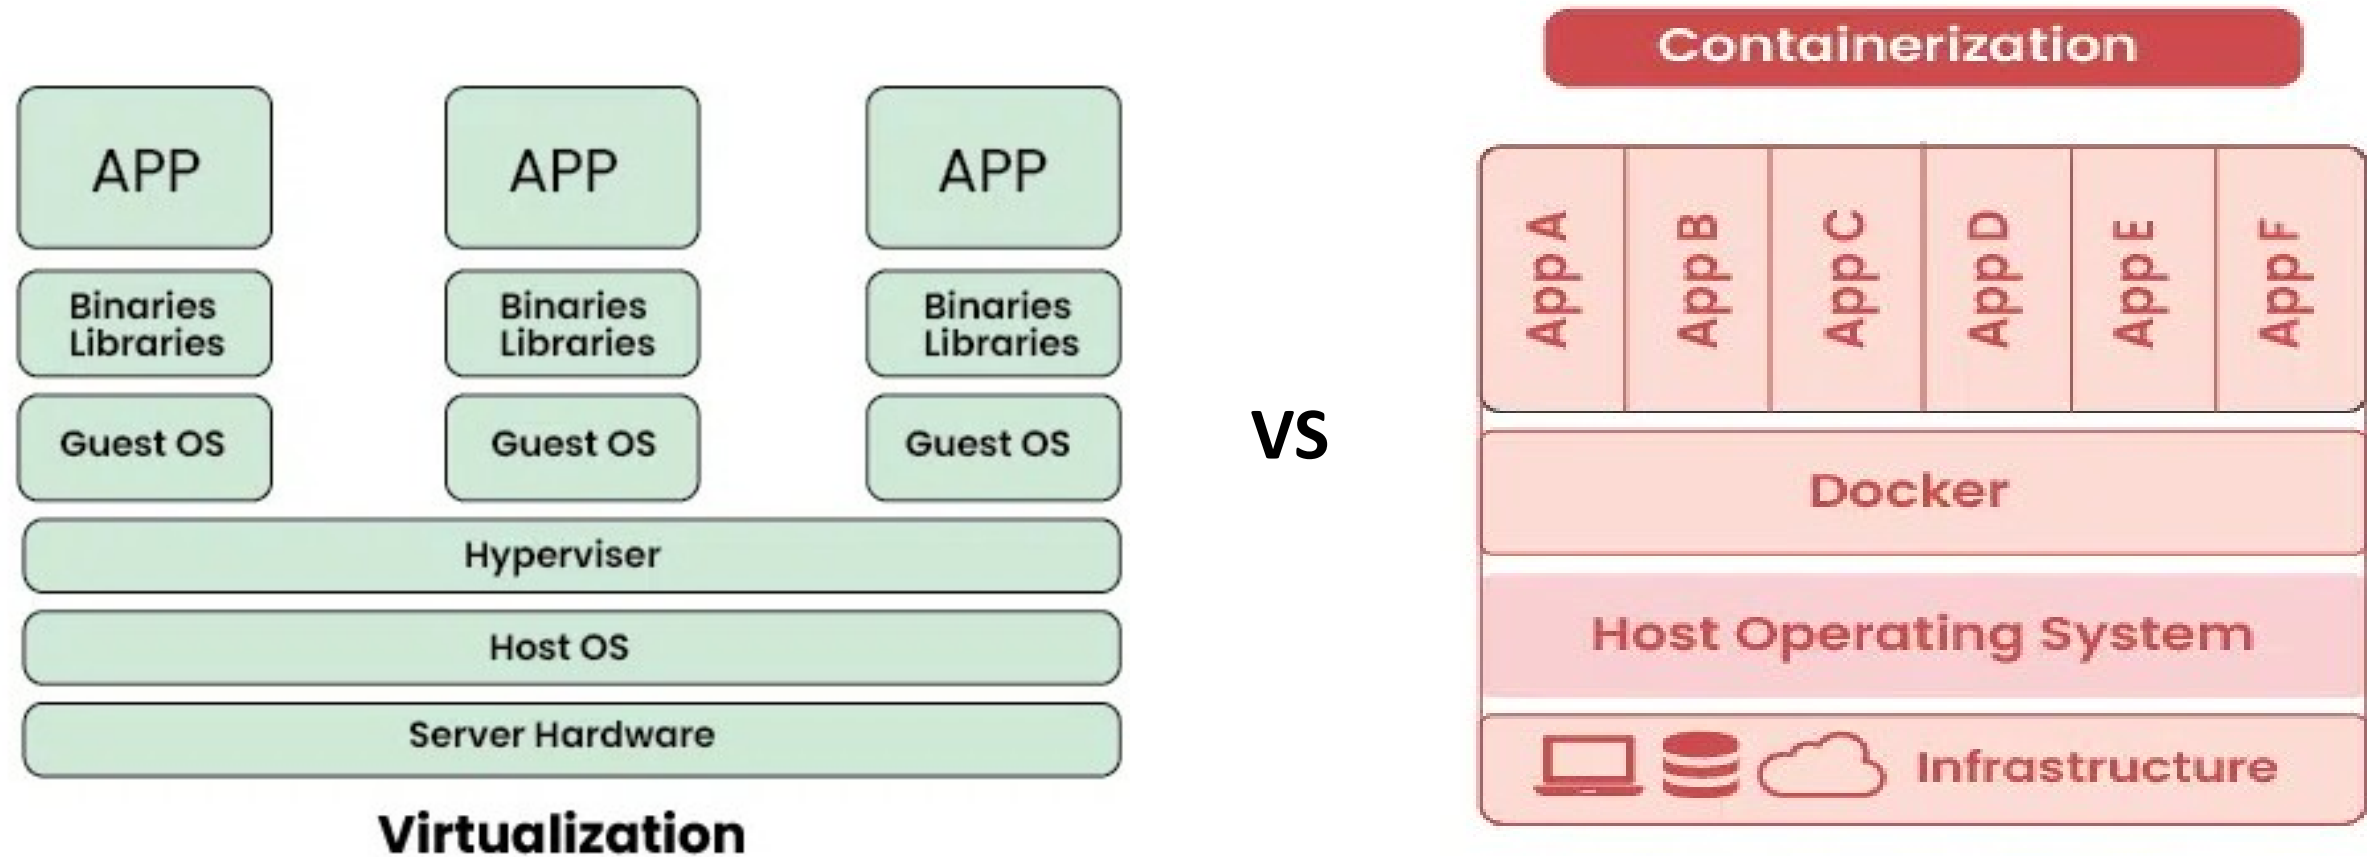 APP
APP
APP
Binaries
Libraries
Binaries
Libraries
Binaries
Libraries
Guest OS
Guest OS
Guest OS
Hyperviser
Host OS
Server Hardware
Virtualization
VS
Containerization
App A
App B
App C
App D
App E
App F
Docker
Host Operating System
Infrastructure